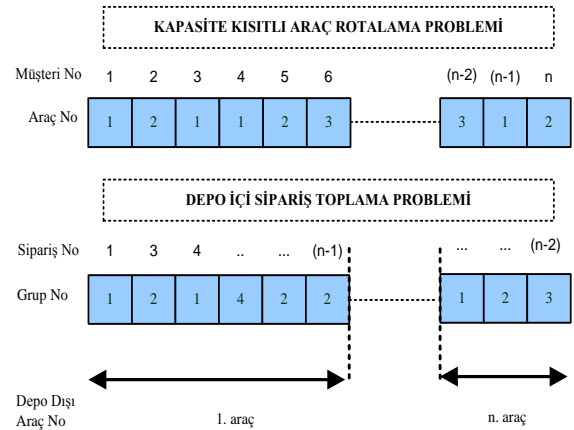 KAPASİTE KISITLI ARAÇ ROTALAMA PROBLEMİ
Müşteri No 1 2 3 4 5 6 (n-2) (n-1) n
Araç No 1 2 1 1 2 3 3 1 2
DEPO İÇİ SİPARİŞ TOPLAMA PROBLEMİ
Sipariş No 1 3 4 .. ... (n-1) ... ... (n-2)
Grup No 1 2 1 4 2 2 1 2 3
Depo Dışı
Araç No 1. araç n. araç